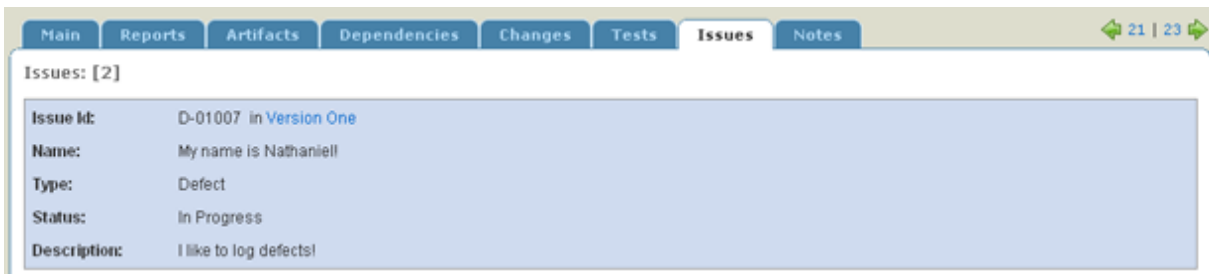 Main Reports Artifacts Dependencies Changes Tests Issues Notes 21 | 23
Issues: [2]
Issue Id: D-01007 in Version One
Name: My name is Nathaniel!
Type: Defect
Status: In Progress
Description: I like to log defects!